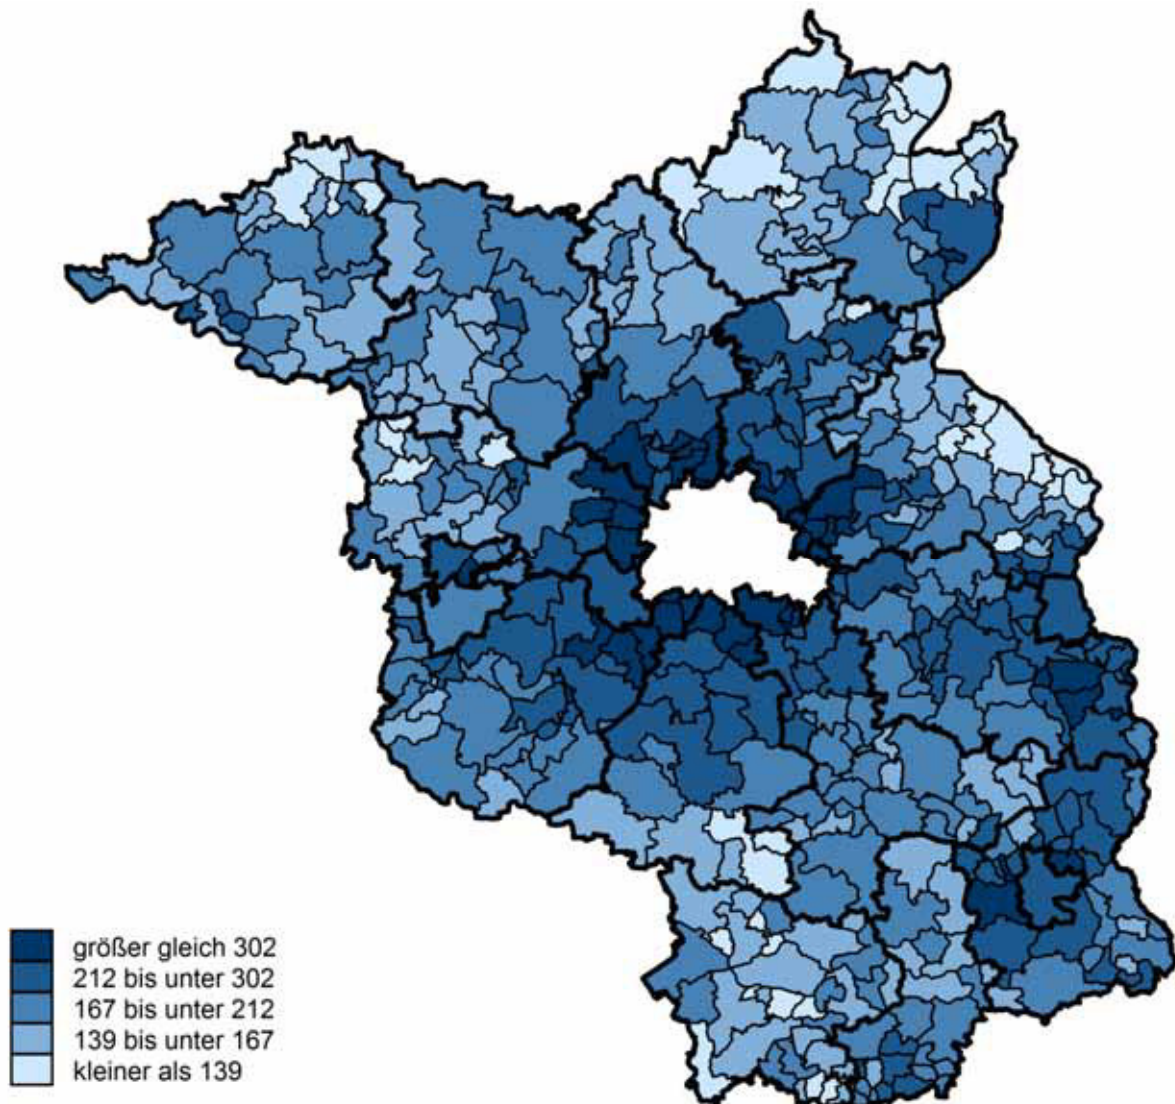 größer gleich 302
212 bis unter 302
167 bis unter 212
139 bis unter 167
kleiner als 139